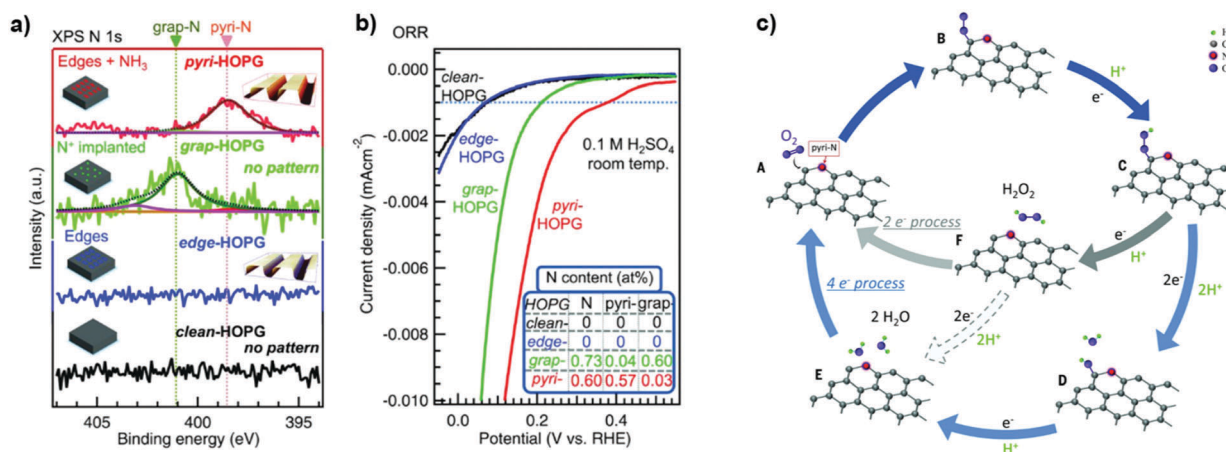 a)
XPS N 1s
grap-N
pyri-N
Edges + NH3
pyri-HOPG
N+ implanted
grap-HOPG
no pattern
Edges
edge-HOPG
clean-HOPG
no pattern
Intensity (a.u.)
405
400
395
Binding energy (eV)
b)
ORR
0.000
-0.002
-0.004
-0.006
-0.008
-0.010
Current density (mAcm-2)
clean-
HOPG
edge-
HOPG
grap-
HOPG
pyri-
HOPG
0.1 M H2SO4
room temp.
N content (at%)
HOPG N pyri- grap-
clean- 0 0 0
edge- 0 0 0
grap- 0.73 0.04 0.60
pyri- 0.60 0.57 0.03
0.0
0.2
0.4
Potential (V vs. RHE)
c)
B
H+
e-
H
N
O2
pyri-N
A
C
H2O2
2 e- process
F
e-
H+
4 e- process
2e-
2H+
2e-
2H+
2 H2O
E
D
e-
H+